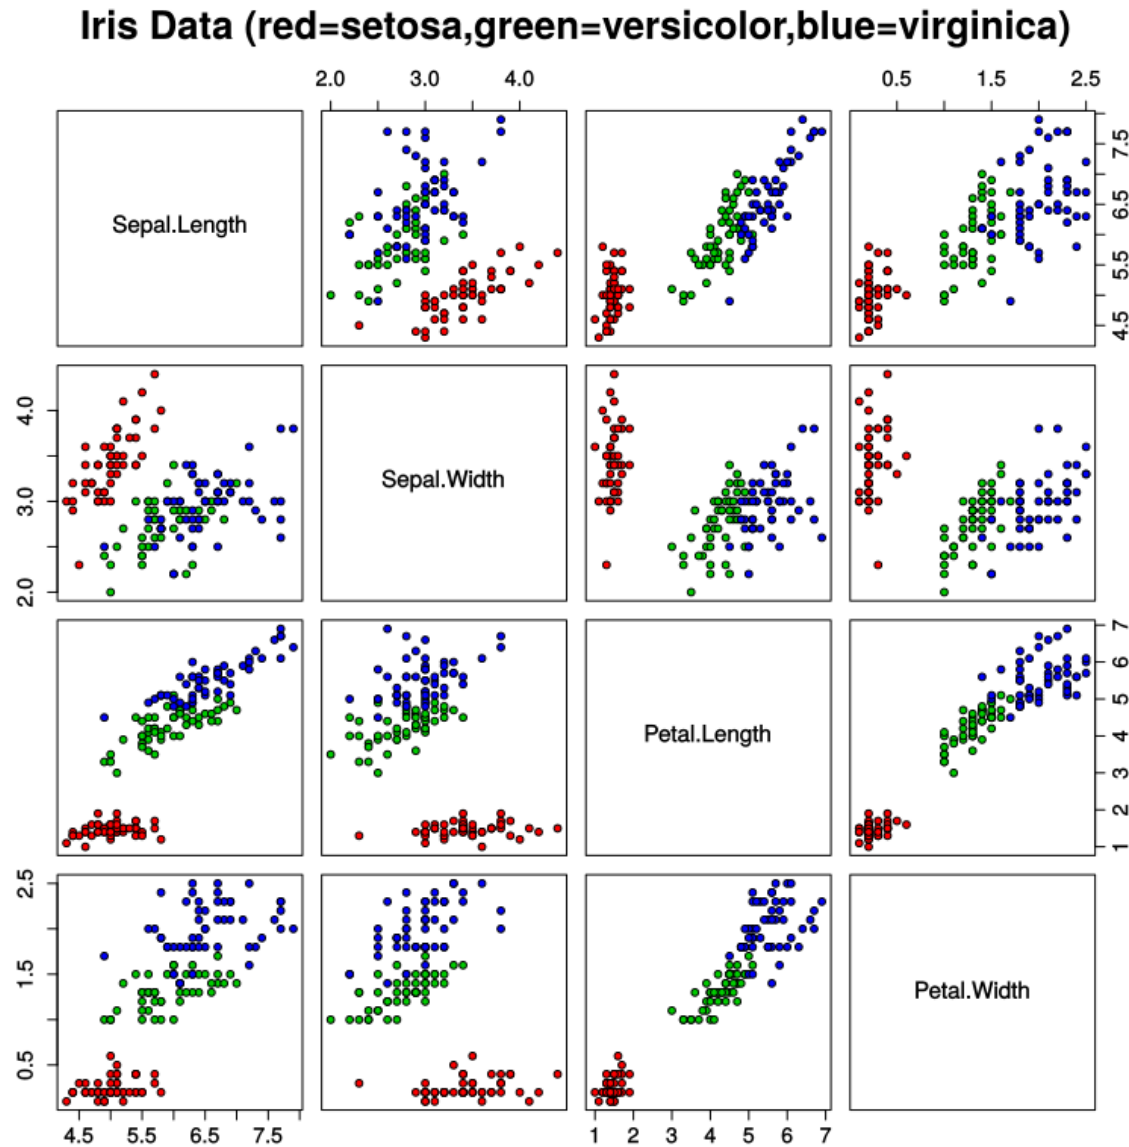 Iris Data (red=setosa,green=versicolor,blue=virginica)
2.0 3.0 4.0 0.5 1.5 2.5
Sepal.Length
7.5
6.5
5.5
4.5
4.0
3.0
2.0
Sepal.Width
Petal.Length
7
6
5
4
3
2
1
2.5
1.5
0.5
Petal.Width
4.5 5.5 6.5 7.5 1 2 3 4 5 6 7